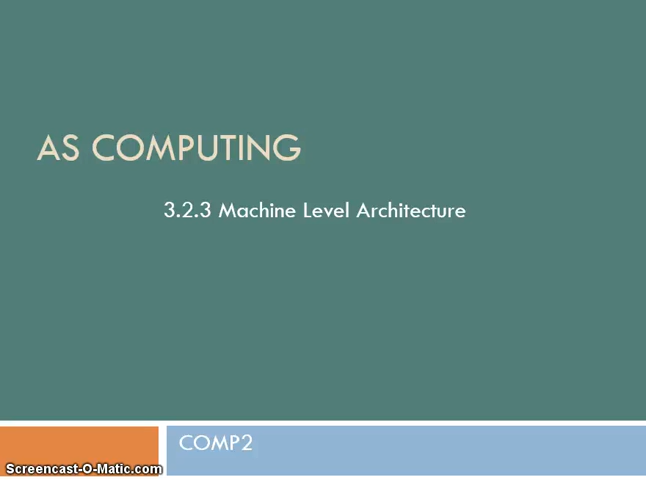 AS COMPUTING
3.2.3 Machine Level Architecture
COMP2
Screencast-O-Matic.com